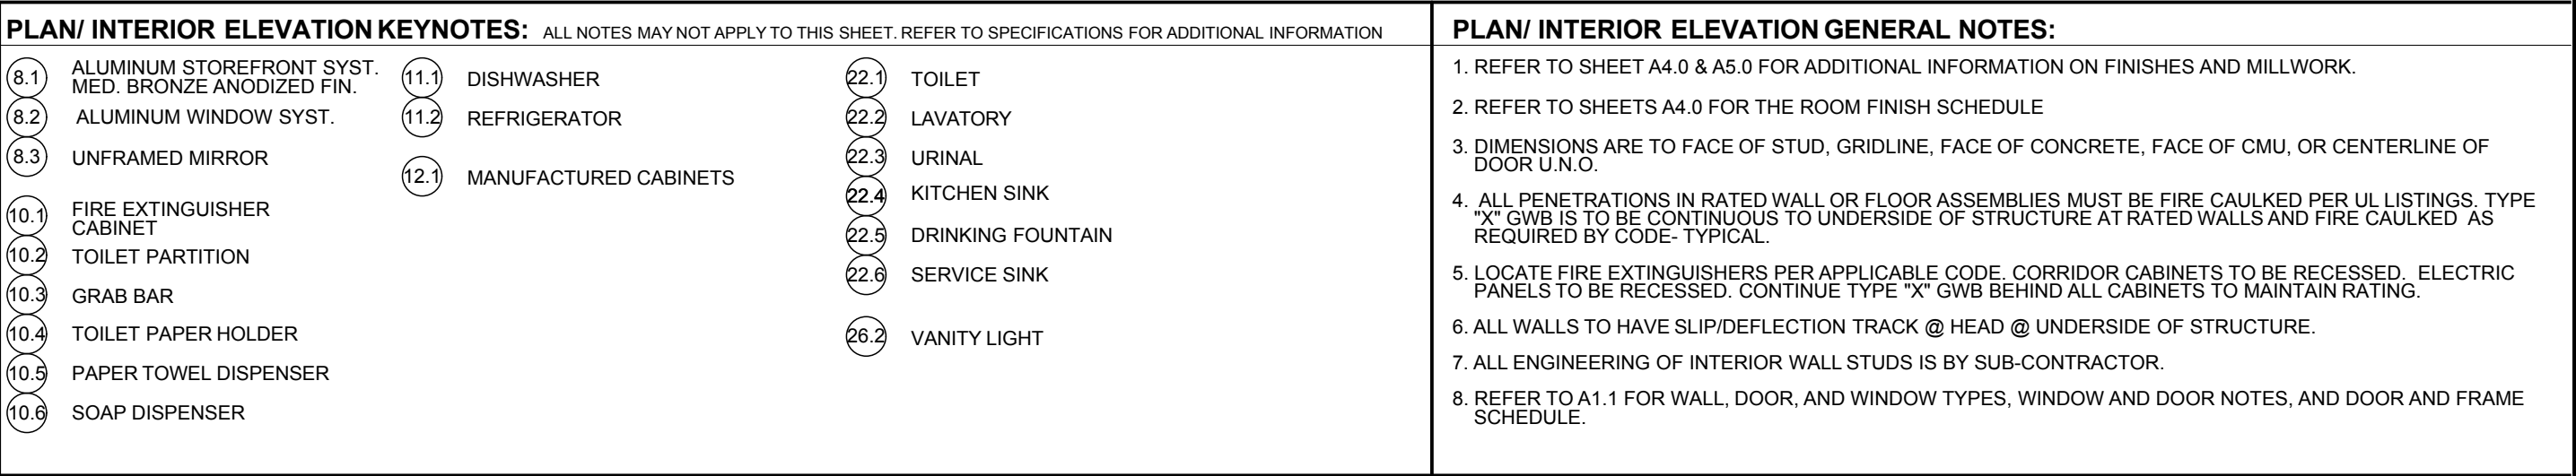 PLAN/ INTERIOR ELEVATION KEYNOTES: ALL NOTES MAY NOT APPLY TO THIS SHEET. REFER TO SPECIFICATIONS FOR ADDITIONAL INFORMATION
8.1 ALUMINUM STOREFRONT SYST.
MED. BRONZE ANODIZED FIN.
8.2 ALUMINUM WINDOW SYST.
8.3 UNFRAMED MIRROR
10.1 FIRE EXTINGUISHER
CABINET
10.2 TOILET PARTITION
10.3 GRAB BAR
10.4 TOILET PAPER HOLDER
10.5 PAPER TOWEL DISPENSER
10.6 SOAP DISPENSER
11.1 DISHWASHER
11.2 REFRIGERATOR
12.1 MANUFACTURED CABINETS
22.1 TOILET
22.2 LAVATORY
22.3 URINAL
22.4 KITCHEN SINK
22.5 DRINKING FOUNTAIN
22.6 SERVICE SINK
26.2 VANITY LIGHT
PLAN/ INTERIOR ELEVATION GENERAL NOTES:
1. REFER TO SHEET A4.0 & A5.0 FOR ADDITIONAL INFORMATION ON FINISHES AND MILLWORK.
2. REFER TO SHEETS A4.0 FOR THE ROOM FINISH SCHEDULE
3. DIMENSIONS ARE TO FACE OF STUD, GRIDLINE, FACE OF CONCRETE, FACE OF CMU, OR CENTERLINE OF
DOOR U.N.O.
4. ALL PENETRATIONS IN RATED WALL OR FLOOR ASSEMBLIES MUST BE FIRE CAULKED PER UL LISTINGS. TYPE
"X" GWB IS TO BE CONTINUOUS TO UNDERSIDE OF STRUCTURE AT RATED WALLS AND FIRE CAULKED AS
REQUIRED BY CODE- TYPICAL.
5. LOCATE FIRE EXTINGUISHERS PER APPLICABLE CODE. CORRIDOR CABINETS TO BE RECESSED. ELECTRIC
PANELS TO BE RECESSED. CONTINUE TYPE "X" GWB BEHIND ALL CABINETS TO MAINTAIN RATING.
6. ALL WALLS TO HAVE SLIP/DEFLECTION TRACK @ HEAD @ UNDERSIDE OF STRUCTURE.
7. ALL ENGINEERING OF INTERIOR WALL STUDS IS BY SUB-CONTRACTOR.
8. REFER TO A1.1 FOR WALL, DOOR, AND WINDOW TYPES, WINDOW AND DOOR NOTES, AND DOOR AND FRAME
SCHEDULE.